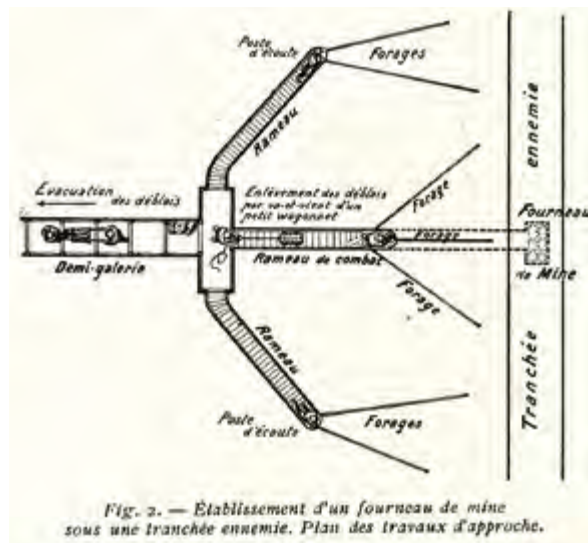 Poste
d'écoute
Forages
Rameau
ennemie
Évacuation
des déblais
Enlèvement des déblais
par va-et-vient d'un
petit wagonnet
Forage
Fourneau
Forage
Demi-galerie
Rameau de combat
de Mine
Forage
Rameau
Tranchée
Poste
d'écoute
Forages
Fig. 2. — Établissement d'un fourneau de mine
sous une tranchée ennemie. Plan des travaux d'approche.